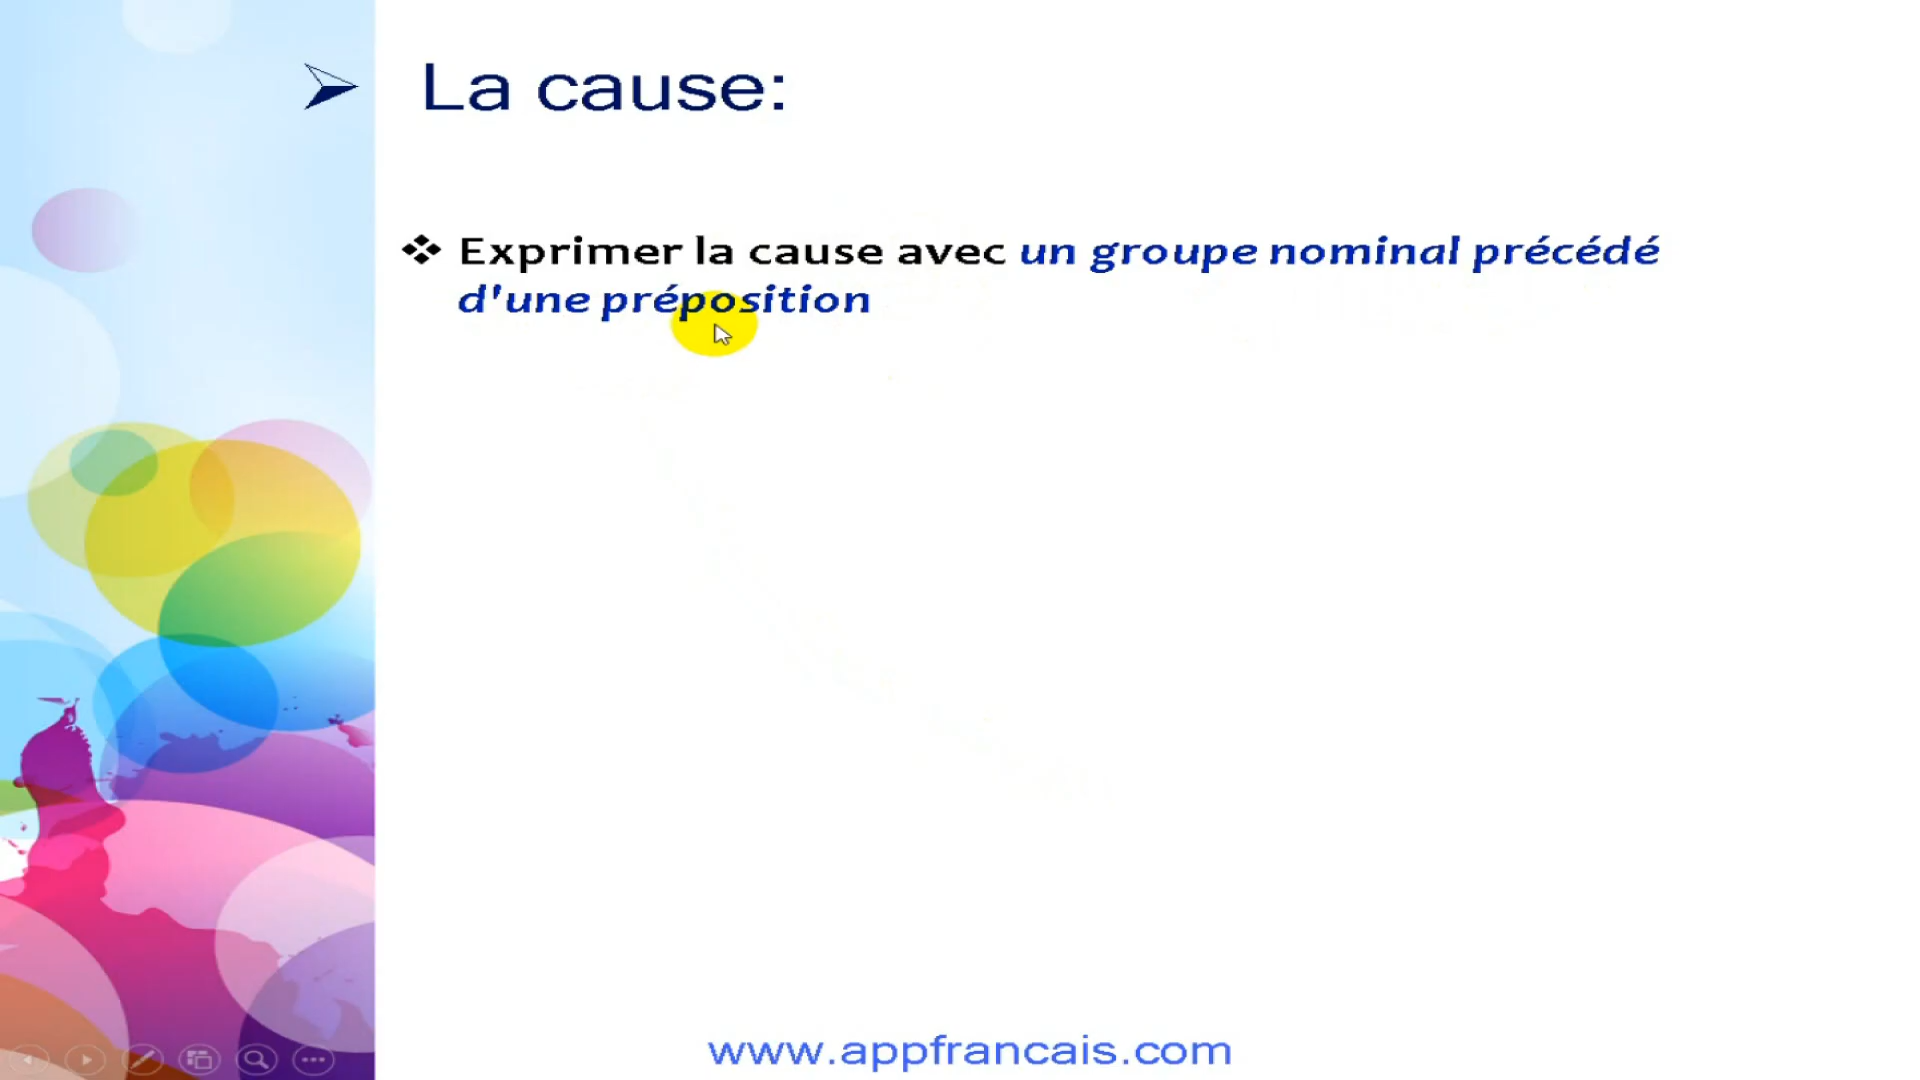 La cause:
Exprimer la cause avec un groupe nominal précédé
d'une préposition
www.appfrancais.com